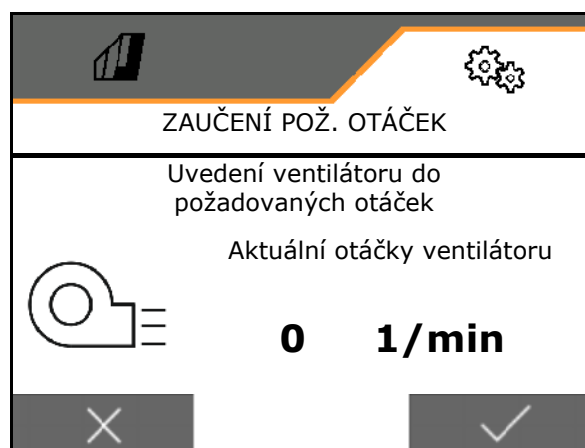 ZAUČENÍ POŽ. OTÁČEK
Uvedení ventilátoru do
požadovaných otáček
Aktuální otáčky ventilátoru
0 1/min